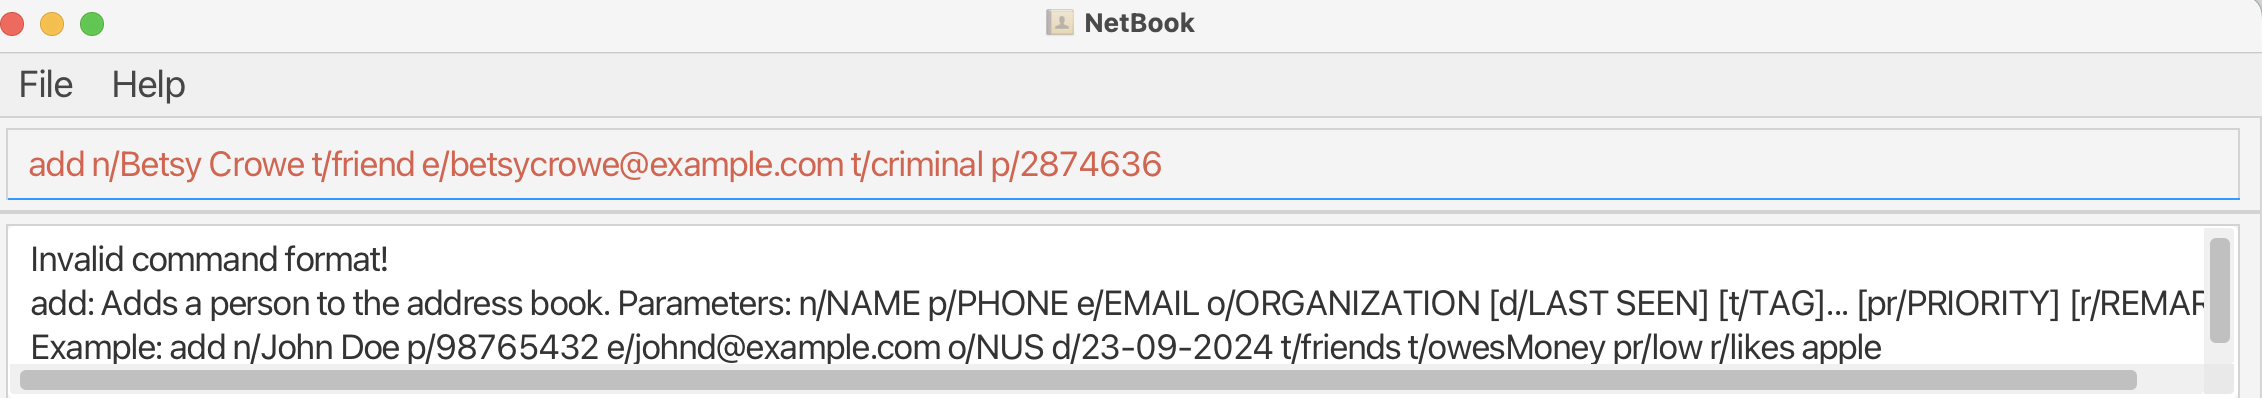 NetBook
File Help
add n/Betsy Crowe t/friend e/betsycrowe@example.com t/criminal p/2874636
Invalid command format!
add: Adds a person to the address book. Parameters: n/NAME p/PHONE e/EMAIL o/ORGANIZATION [d/LAST SEEN] [t/TAG]... [pr/PRIORITY] [r/REMAR
Example: add n/John Doe p/98765432 e/johnd@example.com o/NUS d/23-09-2024 t/friends t/owesMoney pr/low r/likes apple